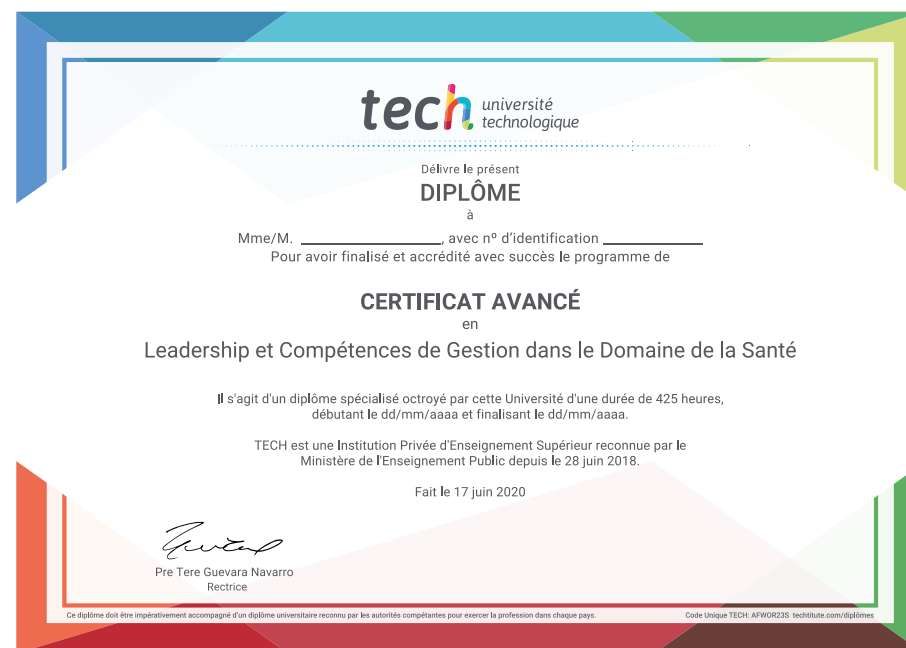 tech université
technologique
Délivre le présent
DIPLÔME
à
Mme/M. ____________________, avec nº d'identification ______________
Pour avoir finalisé et accrédité avec succès le programme de
CERTIFICAT AVANCÉ
en
Leadership et Compétences de Gestion dans le Domaine de la Santé
Il s'agit d'un diplôme spécialisé octroyé par cette Université d'une durée de 425 heures,
débutant le dd/mm/aaaa et finalisant le dd/mm/aaaa.
TECH est une Institution Privée d'Enseignement Supérieur reconnue par le
Ministère de l'Enseignement Public depuis le 28 juin 2018.
Fait le 17 juin 2020
Pre Tere Guevara Navarro
Rectrice
Ce diplôme doit être impérativement accompagné d'un diplôme universitaire reconnu par les autorités compétentes pour exercer la profession dans chaque pays.
Code Unique TECH: AFWOR23S techtitute.com/diplômes